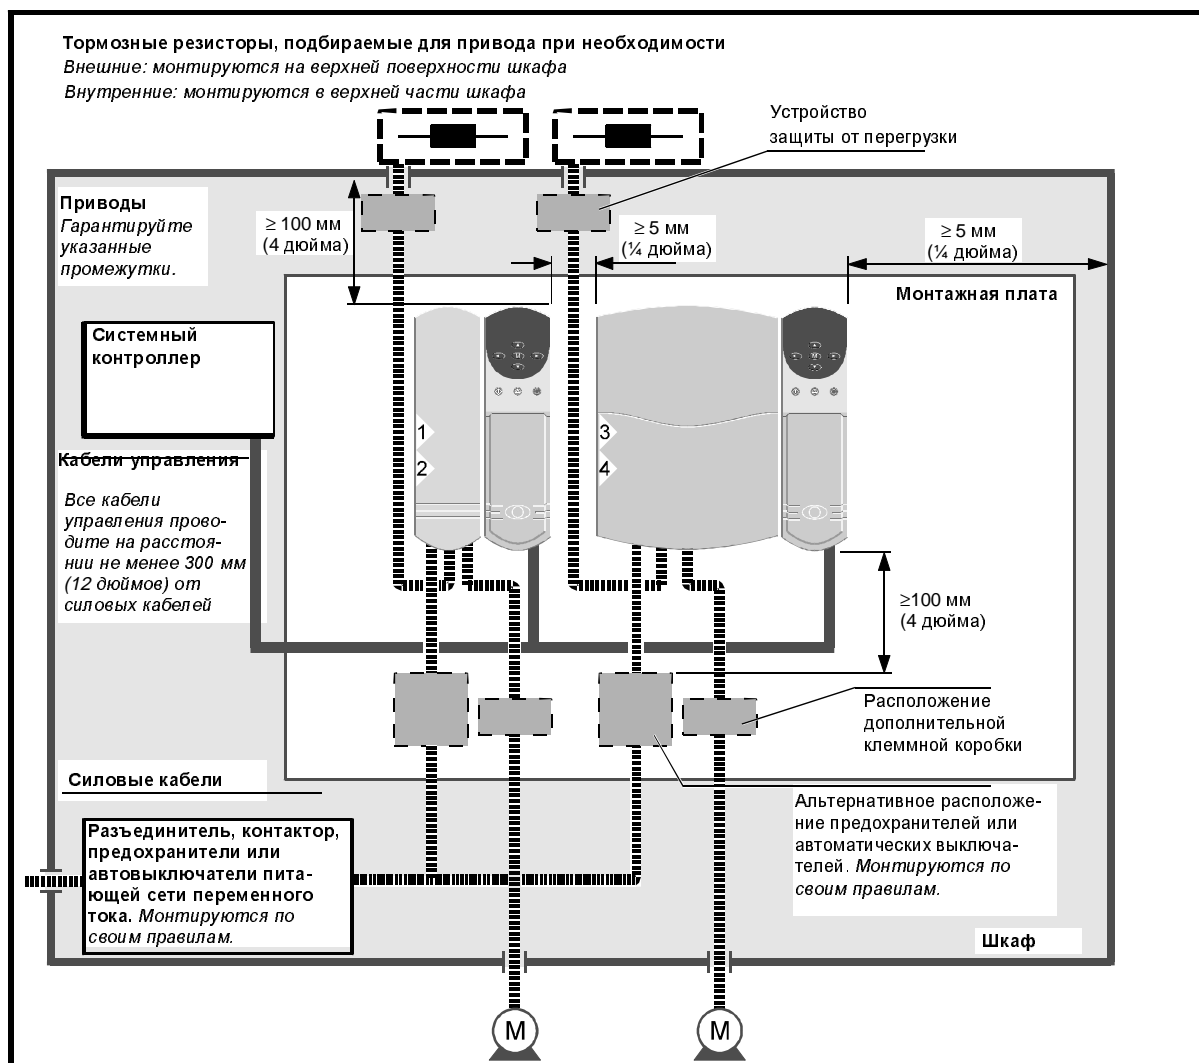 Тормозные резисторы, подбираемые для привода при необходимости
Внешние: монтируются на верхней поверхности шкафа
Внутренние: монтируются в верхней части шкафа
Устройство
защиты от перегрузки
Приводы
Гарантируйте
указанные
промежутки.
≥ 100 мм
(4 дюйма)
≥ 5 мм
(¼ дюйма)
≥ 5 мм
(¼ дюйма)
Монтажная плата
Системный
контроллер
M
M
1
2
3
4
Кабели управления
Все кабели
управления прово-
дите на расстоя-
нии не менее 300 мм
(12 дюймов) от
силовых кабелей
≥100 мм
(4 дюйма)
Расположение
дополнительной
клеммной коробки
Силовые кабели
Альтернативное расположе-
ние предохранителей или
автоматических выключа-
телей. Монтируются по
своим правилам.
Разъединитель, контактор,
предохранители или
автовыключатели пита-
ющей сети переменного
тока. Монтируются по
своим правилам.
Шкаф
M
M